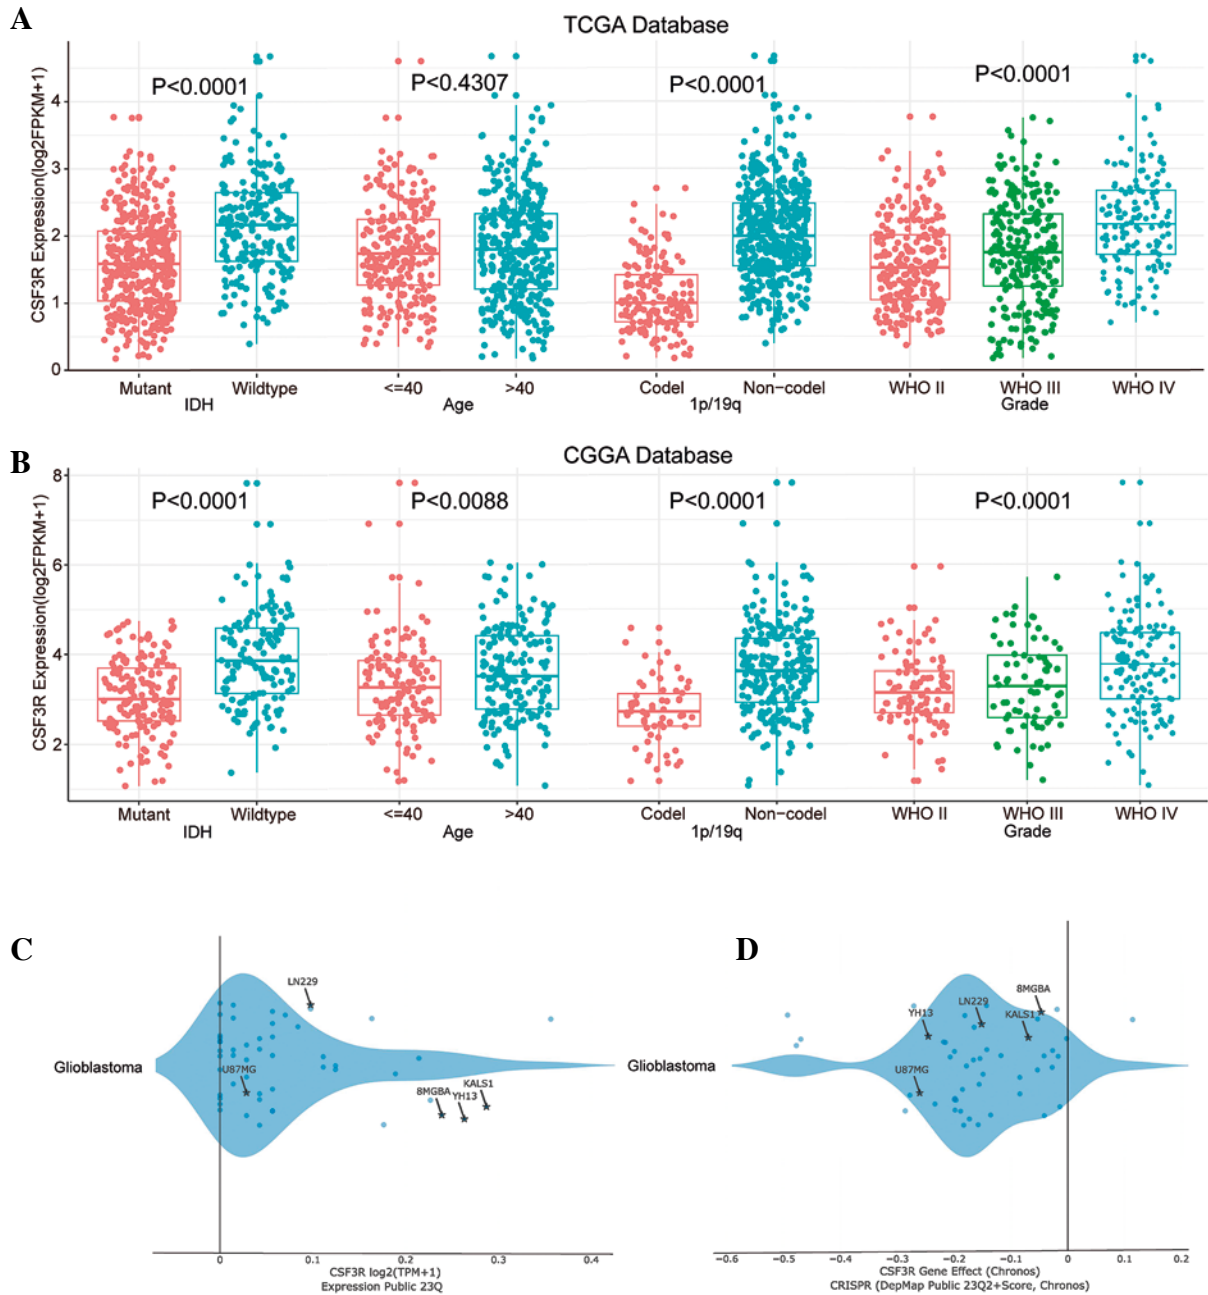 A
TCGA Database
CSF3R Expression(log2FPKM+1)
P<0.0001
P<0.4307
P<0.0001
P<0.0001
4
3
2
1
0
Mutant
Wildtype
<=40
>40
Codel
Non-codel
WHO II
WHO III
WHO IV
IDH
Age
1p/19q
Grade
B
CGGA Database
CSF3R Expression(log2FPKM+1)
P<0.0001
P<0.0088
P<0.0001
P<0.0001
8
6
4
2
Mutant
Wildtype
<=40
>40
Codel
Non-codel
WHO II
WHO III
WHO IV
IDH
Age
1p/19q
Grade
C
LN229
Glioblastoma
U87MG
8MGBA
YH13
KALS1
0
0.1
0.2
0.3
0.4
CSF3R log2(TPM+1)
Expression Public 23Q
D
8MGBA
LN229
YH13
KALS1
Glioblastoma
U87MG
−0.6
−0.5
−0.4
−0.3
−0.2
−0.1
0
0.1
0.2
CSF3R Gene Effect (Chronos)
CRISPR (DepMap Public 23Q2+Score, Chronos)